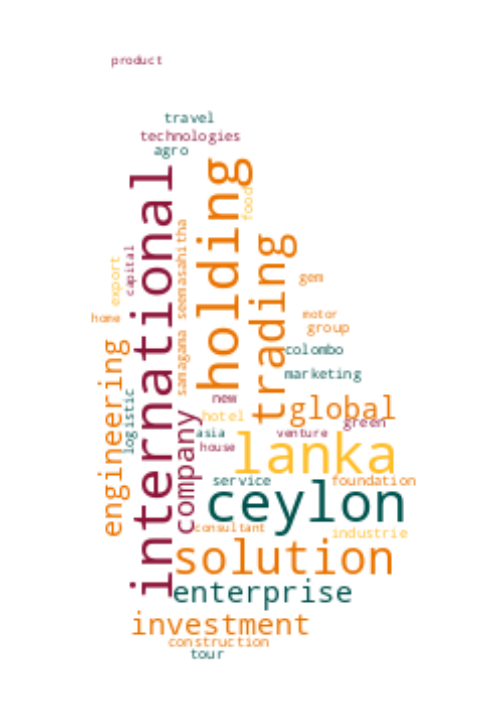 product
travel
technologies
agro
international
holding
food
samagama seemasahitha
trading
capital
export
gem
home
motor
group
engineering
colombo
marketing
logistic
new
global
company
hotel
green
asia
venture
house
lanka
service
foundation
ceylon
consultant
industrie
solution
enterprise
investment
construction
tour